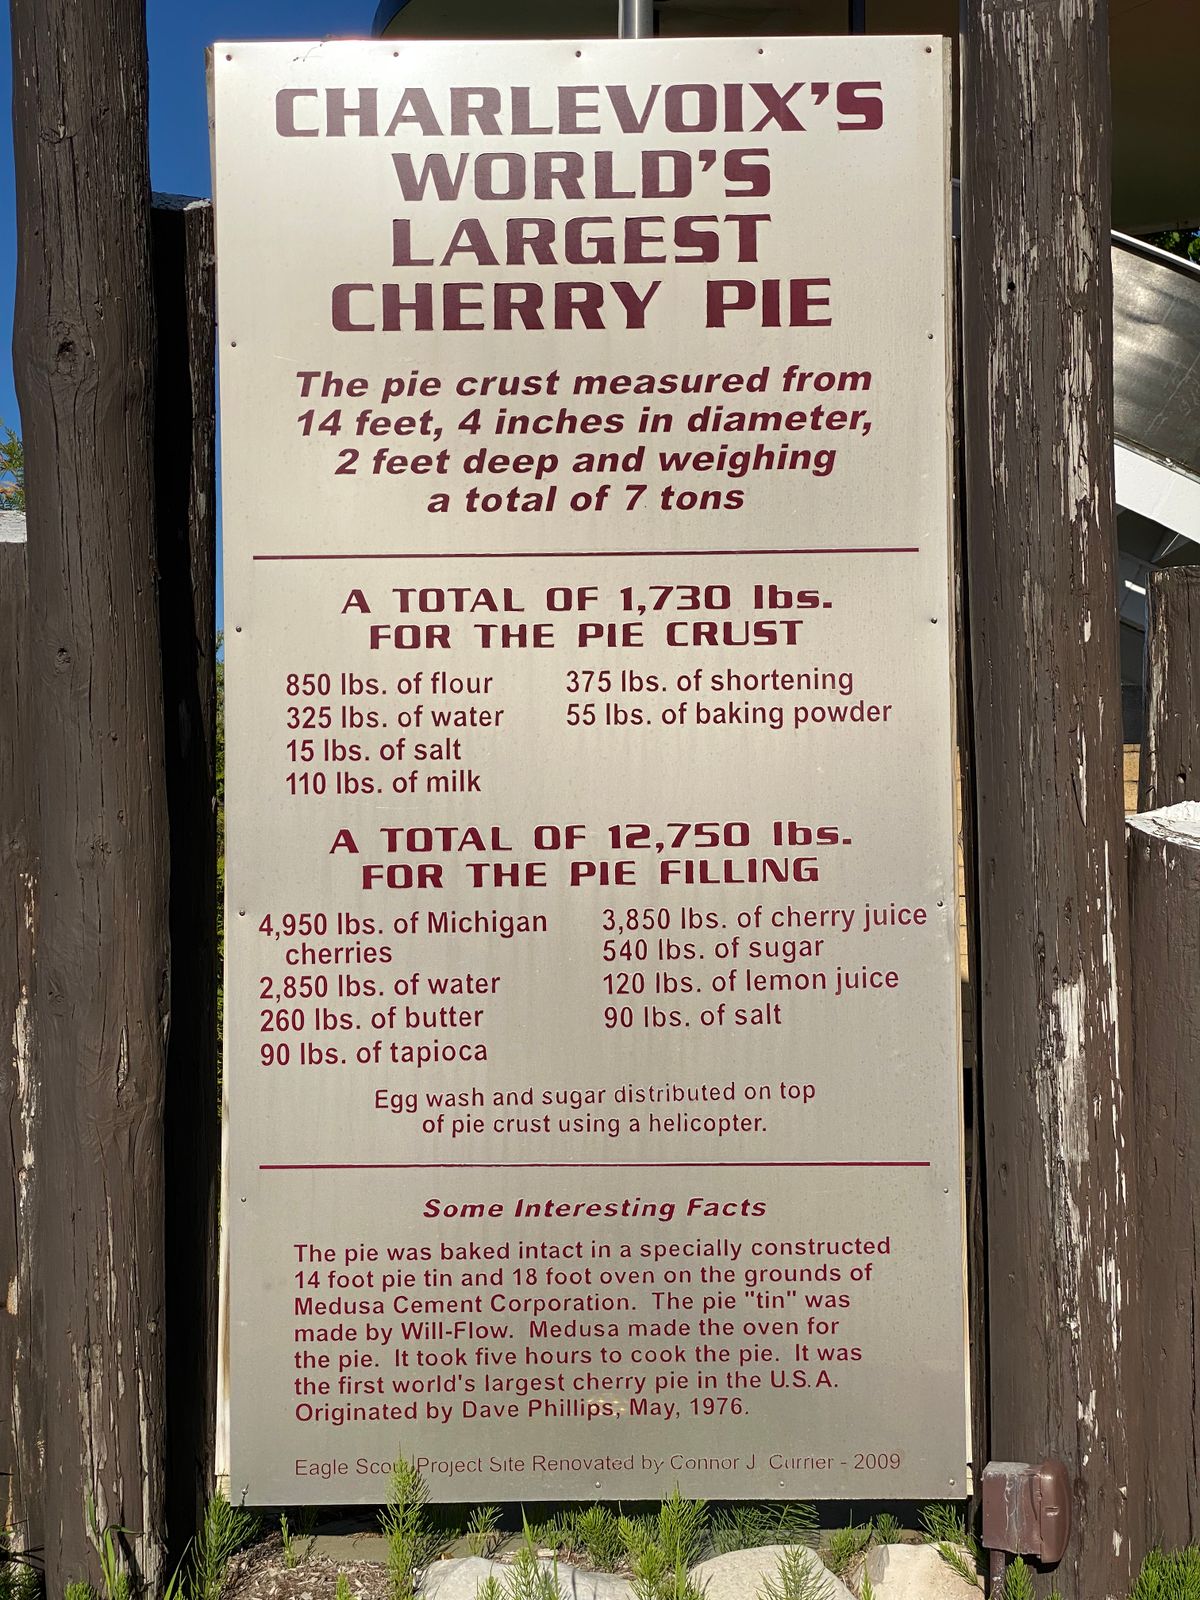 CHARLEVOIX'S
WORLD'S
LARGEST
CHERRY PIE
The pie crust measured from
14 feet, 4 inches in diameter,
2 feet deep and weighing
a total of 7 tons
A TOTAL OF 1,730 lbs.
FOR THE PIE CRUST
850 lbs. of flour
325 lbs. of water
15 lbs. of salt
110 lbs. of milk
375 lbs. of shortening
55 lbs. of baking powder
A TOTAL OF 12,750 lbs.
FOR THE PIE FILLING
4,950 lbs. of Michigan
cherries
2,850 lbs. of water
260 lbs. of butter
90 lbs. of tapioca
3,850 lbs. of cherry juice
540 lbs. of sugar
120 lbs. of lemon juice
90 lbs. of salt
Egg wash and sugar distributed on top
of pie crust using a helicopter.
Some Interesting Facts
The pie was baked intact in a specially constructed
14 foot pie tin and 18 foot oven on the grounds of
Medusa Cement Corporation. The pie "tin" was
made by Will-Flow. Medusa made the oven for
the pie. It took five hours to cook the pie. It was
the first world's largest cherry pie in the U.S.A.
Originated by Dave Phillips, May, 1976.
Eagle Scout Project Site Renovated by Connor J. Currier - 2009